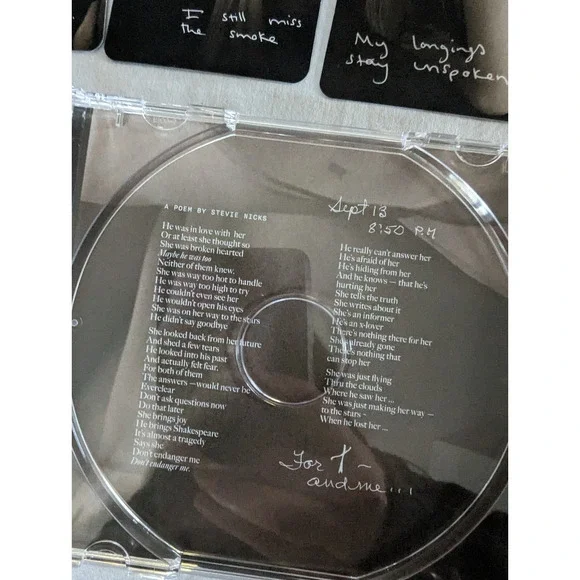 I still miss
the smoke
My longings
stay unspoken
A POEM BY STEVIE NICKS
He was in love with her
Or at least she thought so
She was broken hearted
Maybe he was too
Neither of them knew.
She was way too hot to handle
He was way too high to try
He couldn't even see her
He wouldn't open his eyes
She was on her way to the stars
He didn't say goodbye
She looked back from her future
And shed a few tears
He looked into his past
And actually felt fear.
For both of them
The answers — would never be
Everclear
Don't ask questions now
Do that later
She brings joy
He brings Shakespeare
It's almost a tragedy
Says she
Don't endanger me
Don't endanger me.
Sept 13
8:50 P.M
He really can't answer her
He's afraid of her
He's hiding from her
And he knows — that he's
hurting her
She tells the truth
She writes about it
She's an informer
He's an x-lover
There's nothing there for her
She's already gone
There's nothing that
can stop her
She was just flying
Thru the clouds
Where he saw her ...
She was just making her way —
to the stars -
When he lost her ...
For T ~
and me...